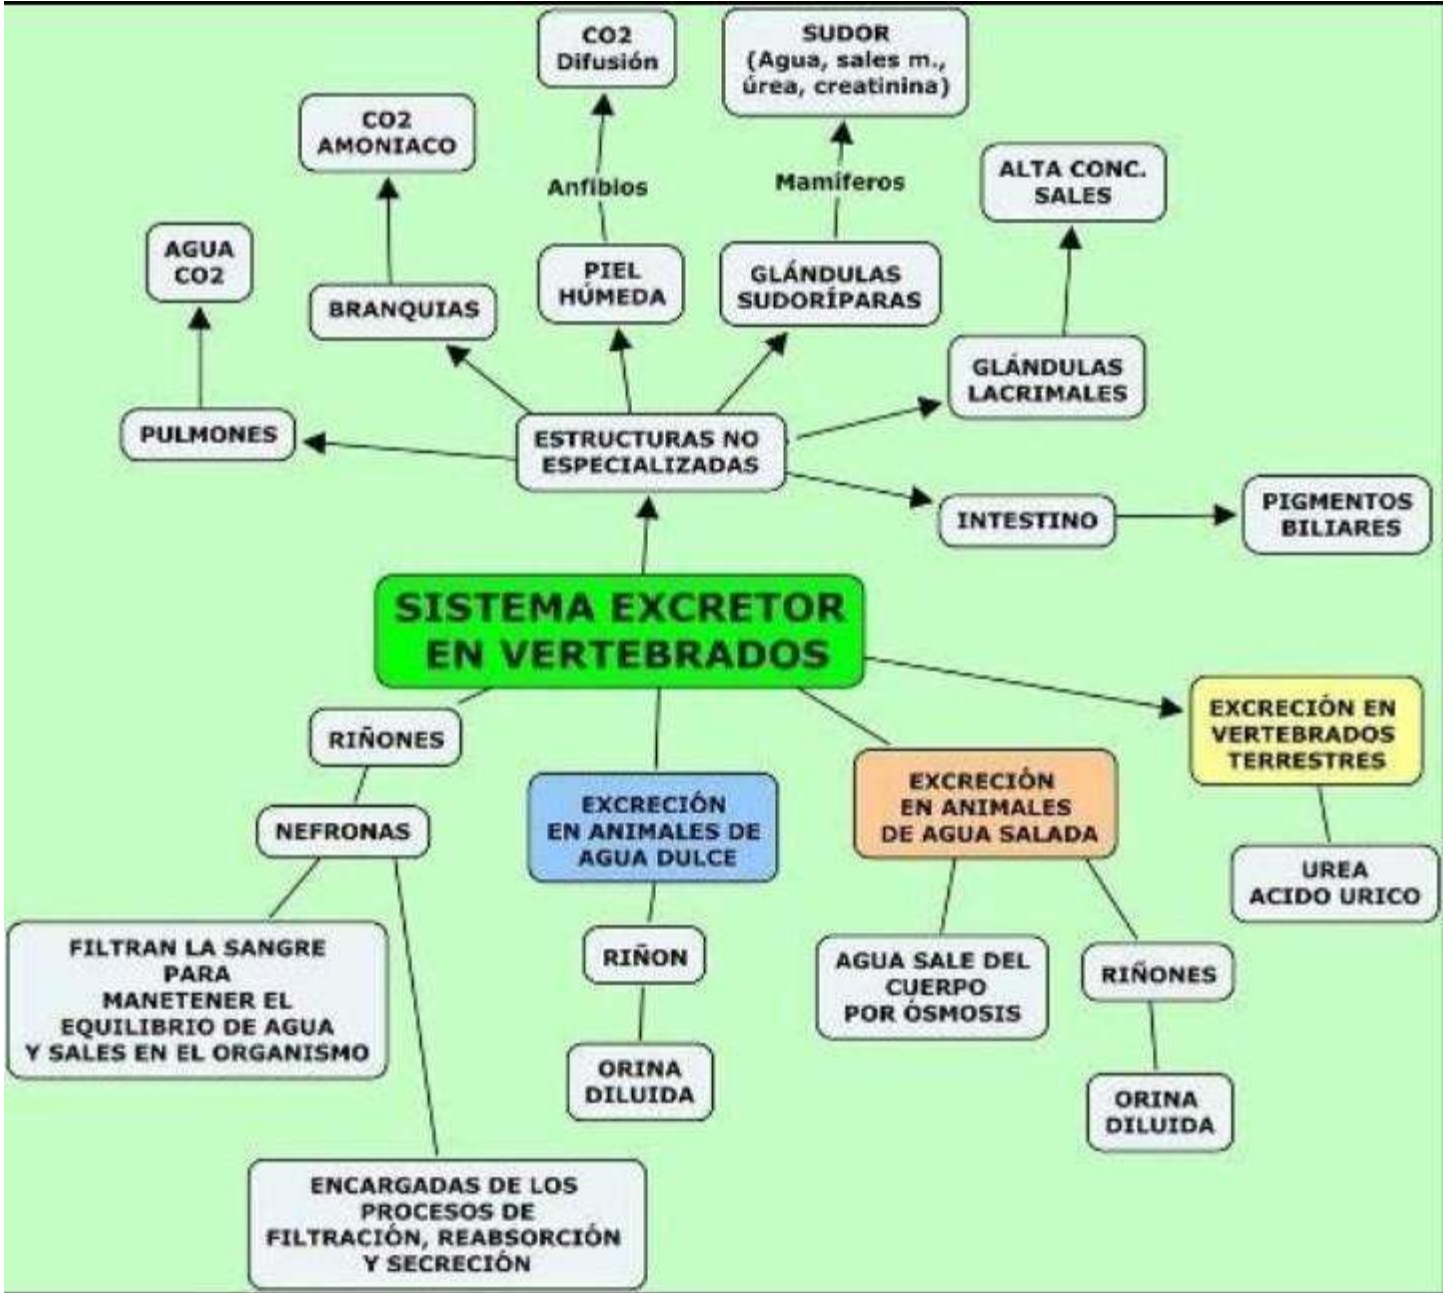 CO2
Difusión
SUDOR
(Agua, sales m.,
úrea, creatinina)
CO2
AMONIACO
Anfíbios
Mamíferos
ALTA CONC.
SALES
AGUA
CO2
BRANQUIAS
PIEL
HÚMEDA
GLÁNDULAS
SUDORÍPARAS
GLÁNDULAS
LACRIMALES
PULMONES
ESTRUCTURAS NO
ESPECIALIZADAS
INTESTINO
PIGMENTOS
BILIARES
SISTEMA EXCRETOR
EN VERTEBRADOS
RIÑONES
NEFRONAS
FILTRAN LA SANGRE
PARA
MANETENER EL
EQUILIBRIO DE AGUA
Y SALES EN EL ORGANISMO
ENCARGADAS DE LOS
PROCESOS DE
FILTRACIÓN, REABSORCIÓN
Y SECRECIÓN
EXCRECIÓN
EN ANIMALES DE
AGUA DULCE
RIÑON
ORINA
DILUIDA
EXCRECIÓN
EN ANIMALES
DE AGUA SALADA
AGUA SALE DEL
CUERPO
POR ÓSMOSIS
RIÑONES
ORINA
DILUIDA
EXCRECIÓN EN
VERTEBRADOS
TERRESTRES
UREA
ACIDO URICO